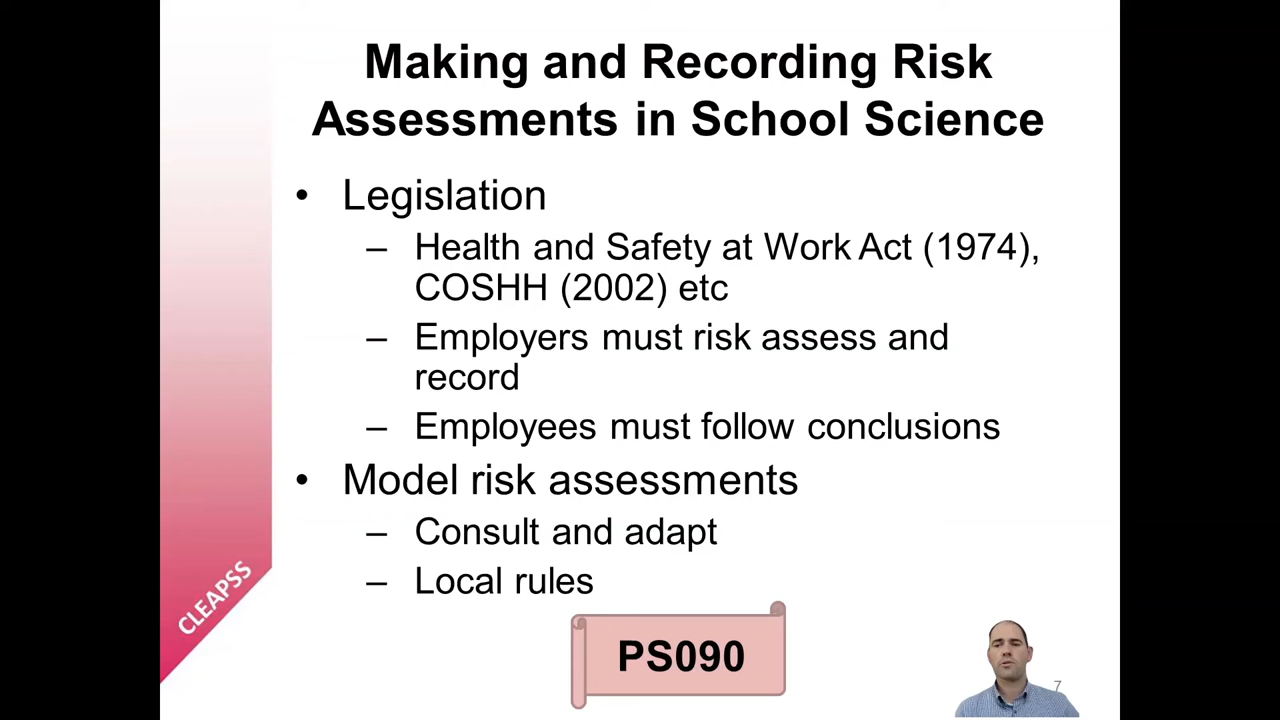 Making and Recording Risk
Assessments in School Science
• Legislation
– Health and Safety at Work Act (1974),
COSHH (2002) etc
– Employers must risk assess and
record
– Employees must follow conclusions
• Model risk assessments
– Consult and adapt
– Local rules
CLEAPSS
PS090
7